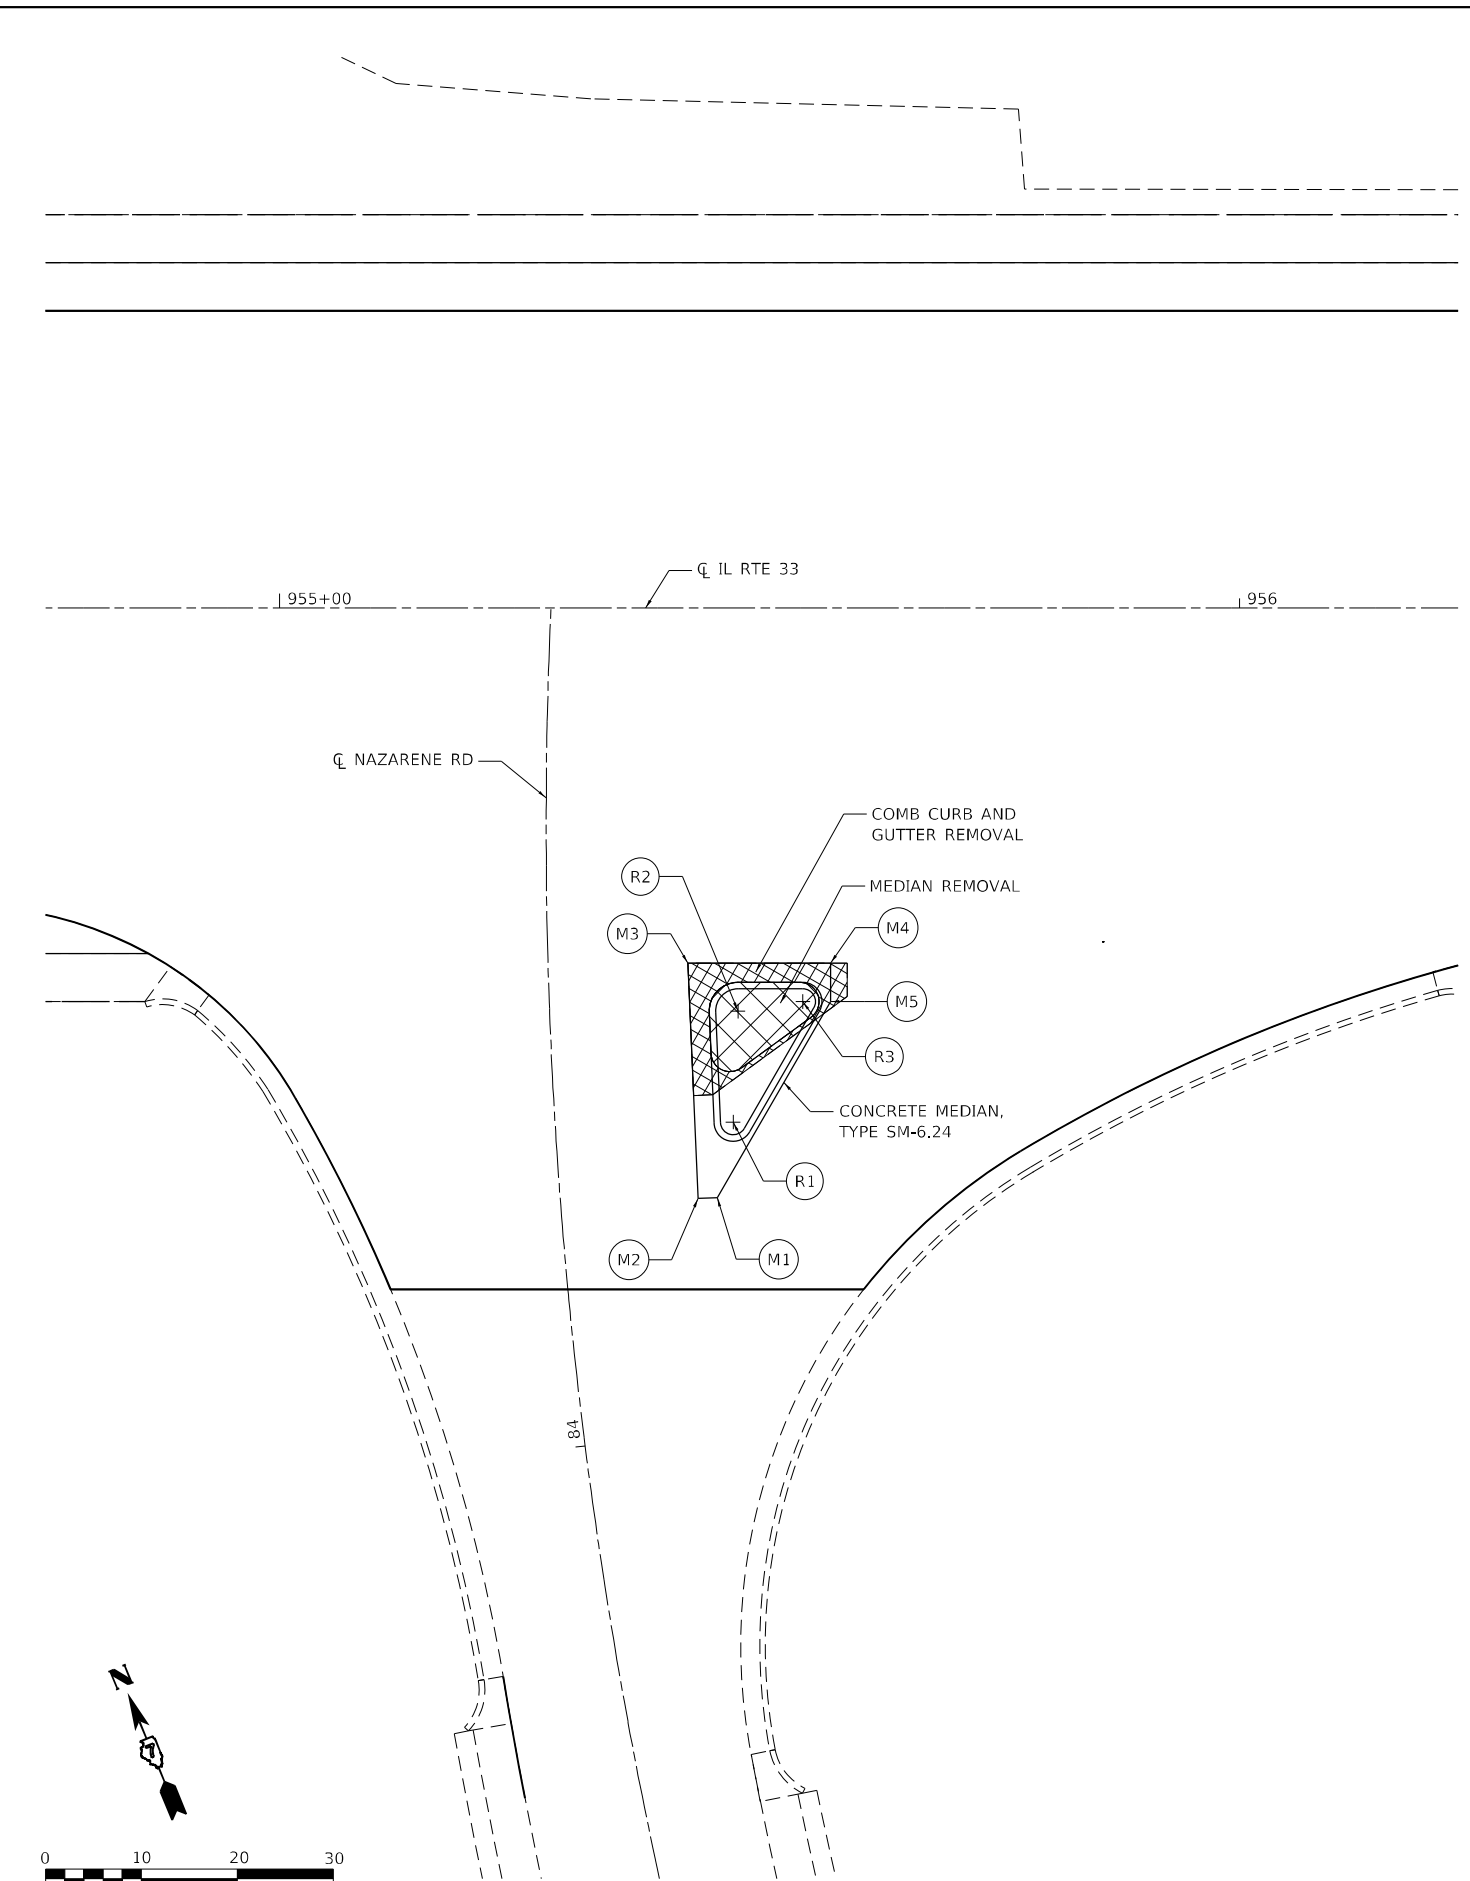 ℄ IL RTE 33
955+00
956
℄ NAZARENE RD
COMB CURB AND
GUTTER REMOVAL
R2
MEDIAN REMOVAL
M3
M4
M5
R3
CONCRETE MEDIAN,
TYPE SM-6.24
R1
M2
M1
84
N
7
0 10 20 30